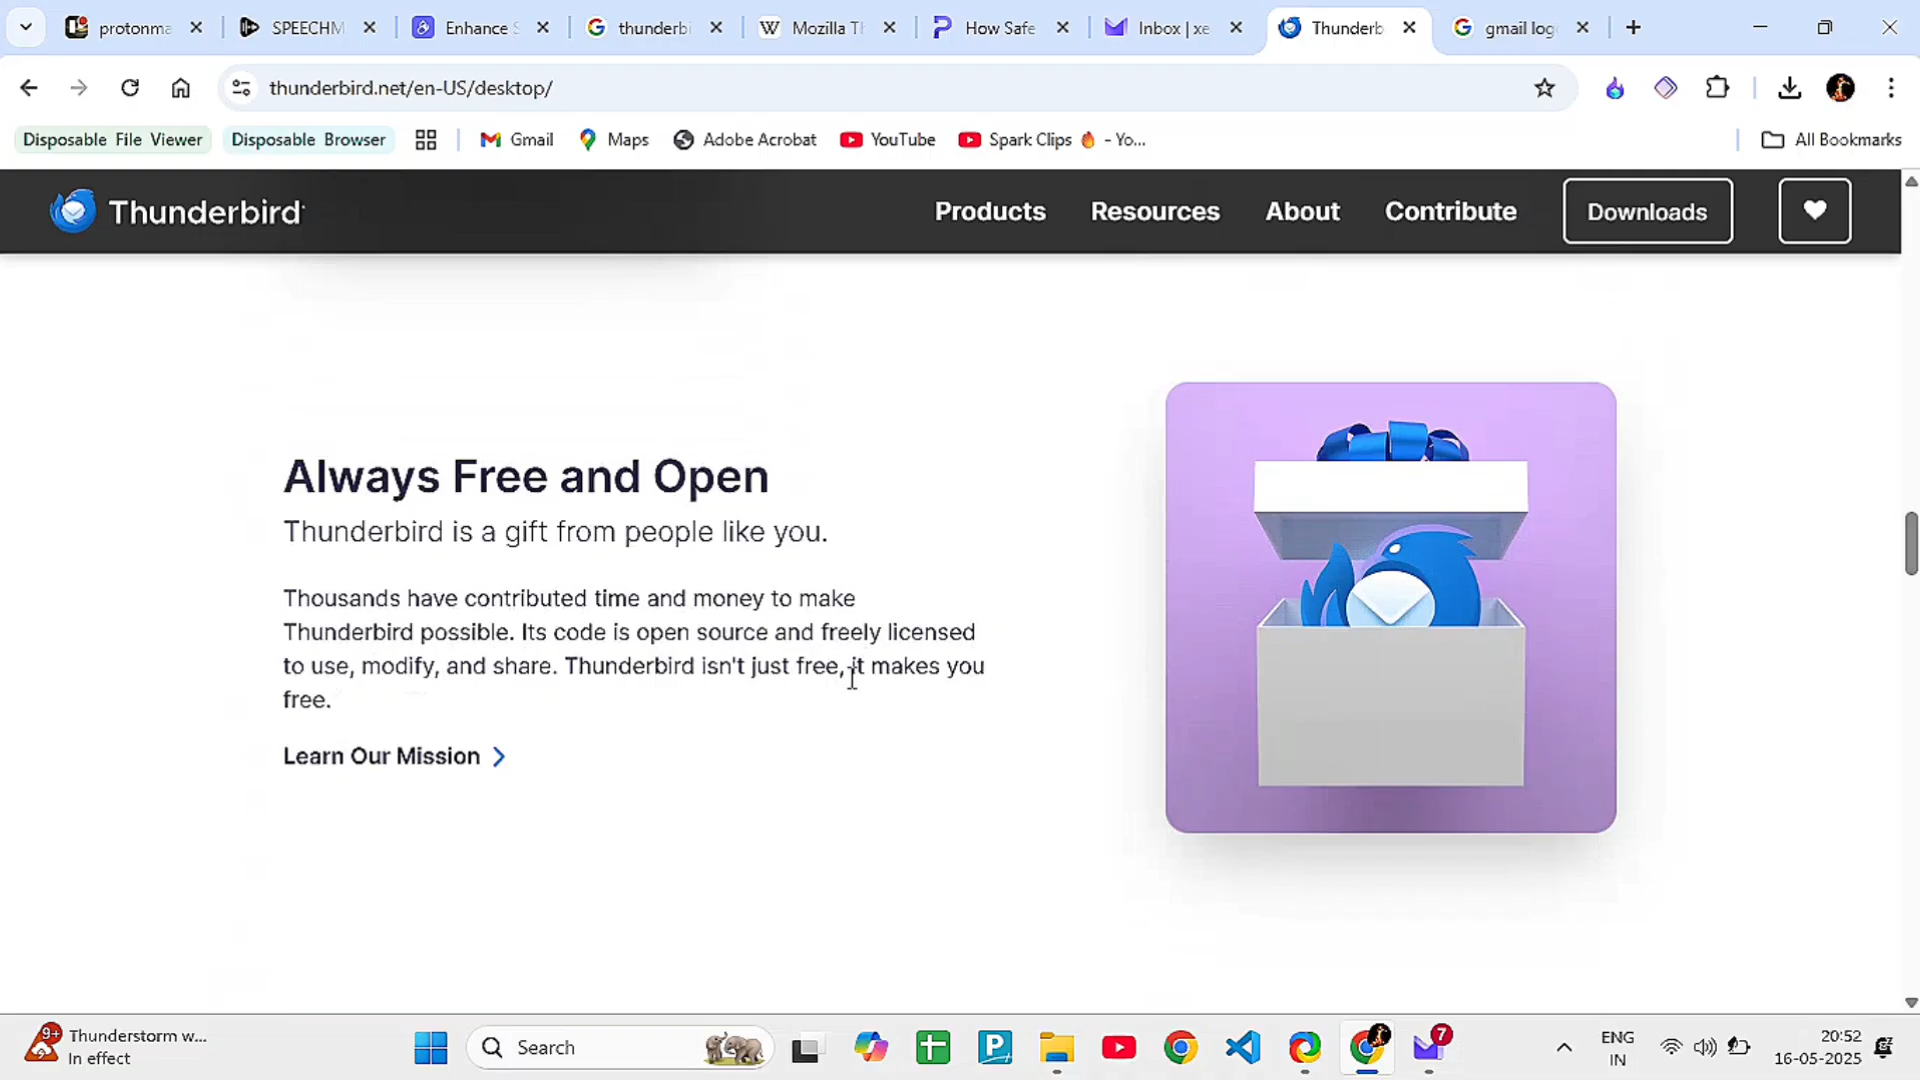 protonma
SPEECHM
Enhance S
thunderbi
Mozilla Th
How Safe
Inbox | xe
Thunderb
gmail log
thunderbird.net/en-US/desktop/
Disposable File Viewer
Disposable Browser
Gmail
Maps
Adobe Acrobat
YouTube
Spark Clips 🔥 - Yo...
All Bookmarks
Thunderbird
Products
Resources
About
Contribute
Downloads
Always Free and Open
Thunderbird is a gift from people like you.
Thousands have contributed time and money to make
Thunderbird possible. Its code is open source and freely licensed
to use, modify, and share. Thunderbird isn't just free, it makes you
free.
Learn Our Mission
9+
Thunderstorm w...
In effect
Search
7
ENG
IN
20:52
16-05-2025